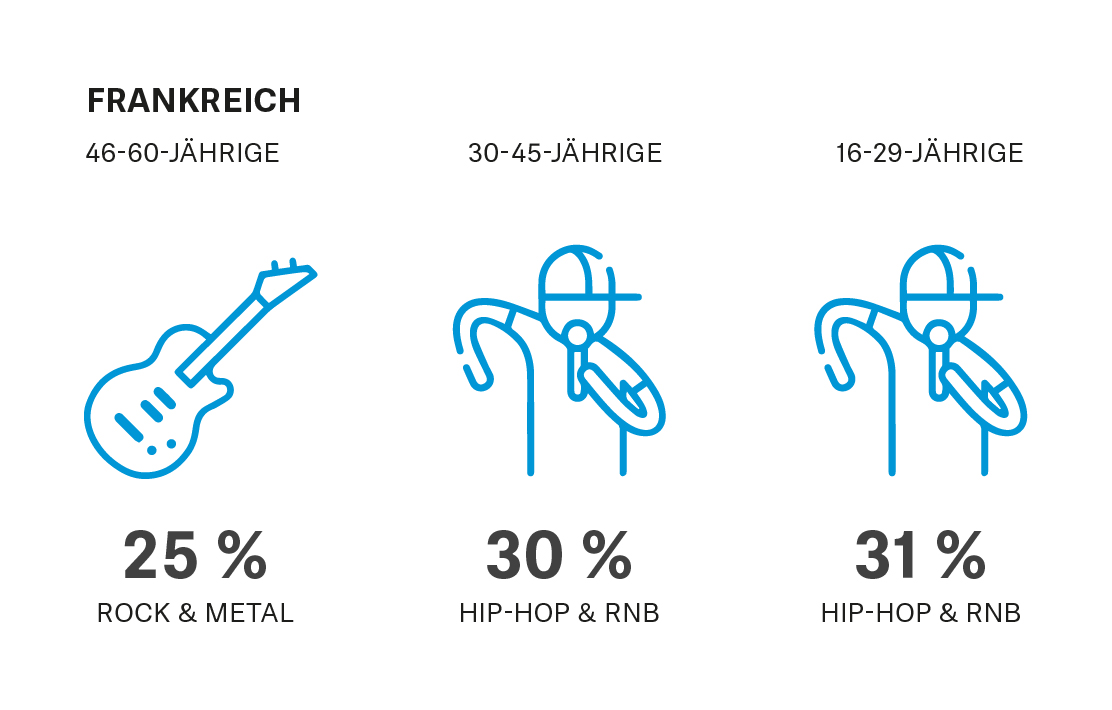 FRANKREICH
46-60-JÄHRIGE
30-45-JÄHRIGE
16-29-JÄHRIGE
25 %
ROCK & METAL
30 %
HIP-HOP & RNB
31 %
HIP-HOP & RNB